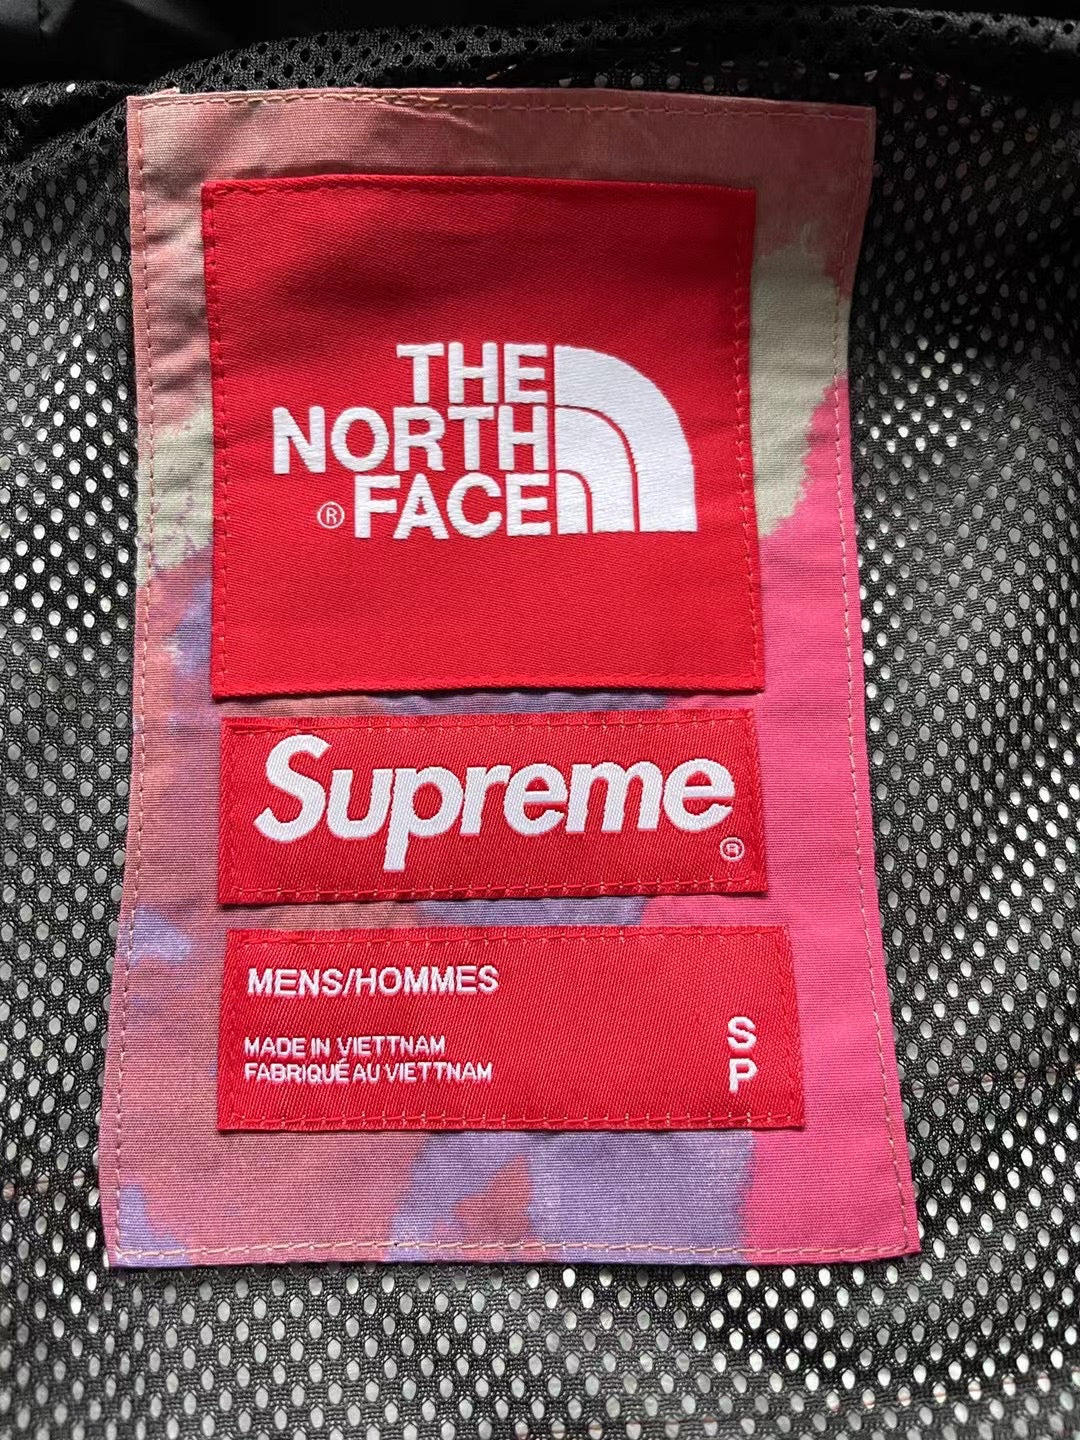 THE
NORTH
® FACE
Supreme
®
MENS/HOMMES
MADE IN VIETTNAM
FABRIQUÉ AU VIETTNAM
S
P